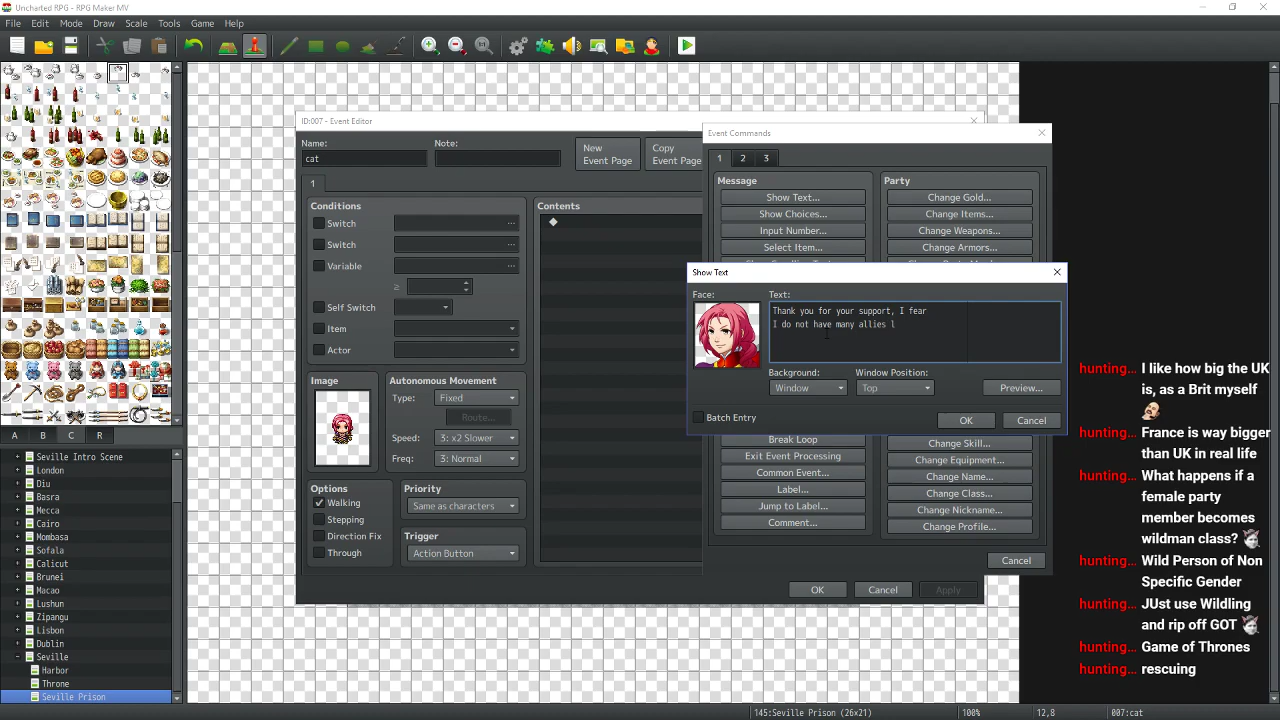 Uncharted RPG - RPG Maker MV
File Edit Mode Draw Scale Tools Game Help
ID:007 - Event Editor
Name:
cat
Note:
New
Event Page
Copy
Event Page
1
Conditions
Switch ...
Switch ...
Variable ...
≥
Self Switch
Item
Actor
Image
Autonomous Movement
Type: Fixed
Route...
Speed: 3: x2 Slower
Freq: 3: Normal
Options
Walking
Stepping
Direction Fix
Through
Priority
Same as characters
Trigger
Action Button
Contents
OK Cancel Apply
Event Commands
1 2 3
Message
Show Text...
Show Choices...
Input Number...
Select Item...
Party
Change Gold...
Change Items...
Change Weapons...
Change Armors...
Show Text
Face:
Text:
Thank you for your support, I fear
I do not have many allies l
Background:
Window
Window Position:
Top
Preview...
Batch Entry
OK Cancel
Break Loop
Exit Event Processing
Common Event...
Label...
Jump to Label...
Comment...
Change Skill...
Change Equipment...
Change Name...
Change Class...
Change Nickname...
Change Profile...
Cancel
A B C R
Seville Intro Scene
London
Diu
Basra
Mecca
Cairo
Mombasa
Sofala
Calicut
Brunei
Macao
Lushun
Zipangu
Lisbon
Dublin
Seville
Harbor
Throne
Seville Prison
hunting... I like how big the UK
is, as a Brit myself
hunting... France is way bigger
than UK in real life
hunting... What happens if a
female party
member becomes
wildman class?
hunting... Wild Person of Non
Specific Gender
hunting... JUst use Wildling
and rip off GOT
hunting... Game of Thrones
hunting... rescuing
145:Seville Prison (26x21) 100% 12,8 007:cat